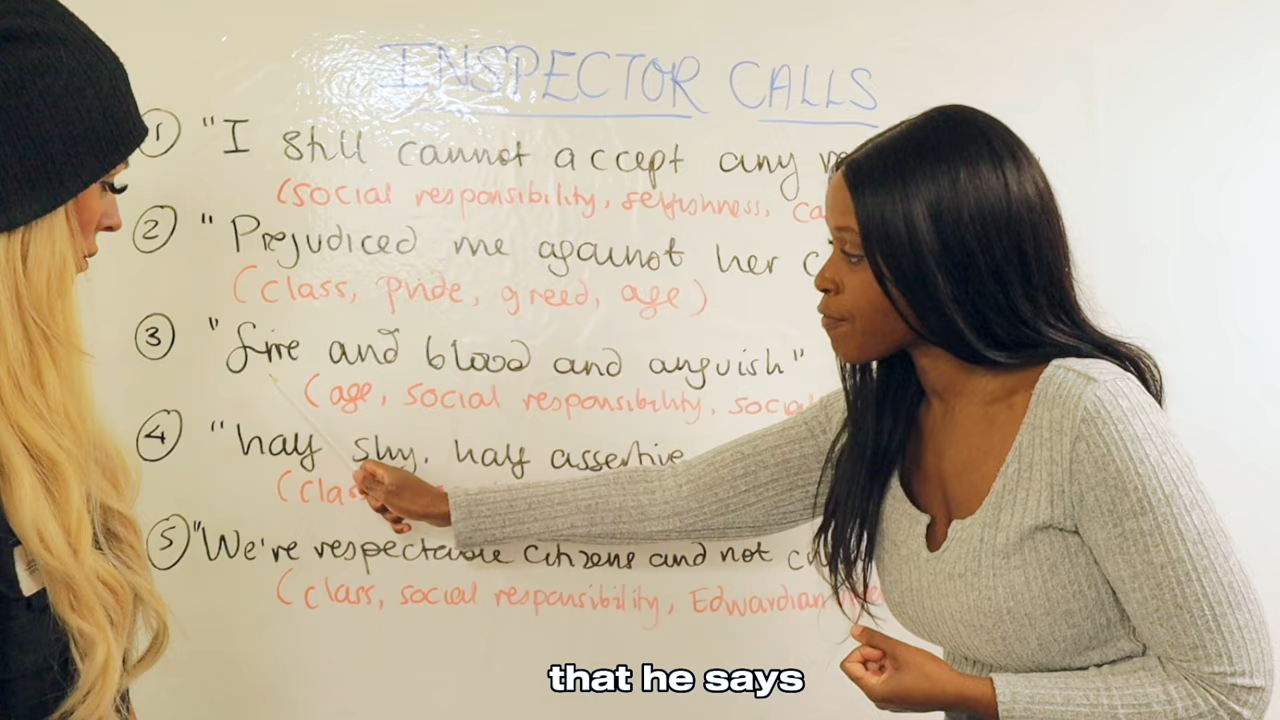 INSPECTOR CALLS
① "I still cannot accept any
(social responsibility, selfishness,
② "Prejudiced me against her
(class, pride, greed, age)
③ "fire and blood and anguish"
(age, social responsibility, social
④ "half shy, half assertive
(class
⑤ "We're respectable citizens and not
(class, social responsibility, Edwardian
that he says